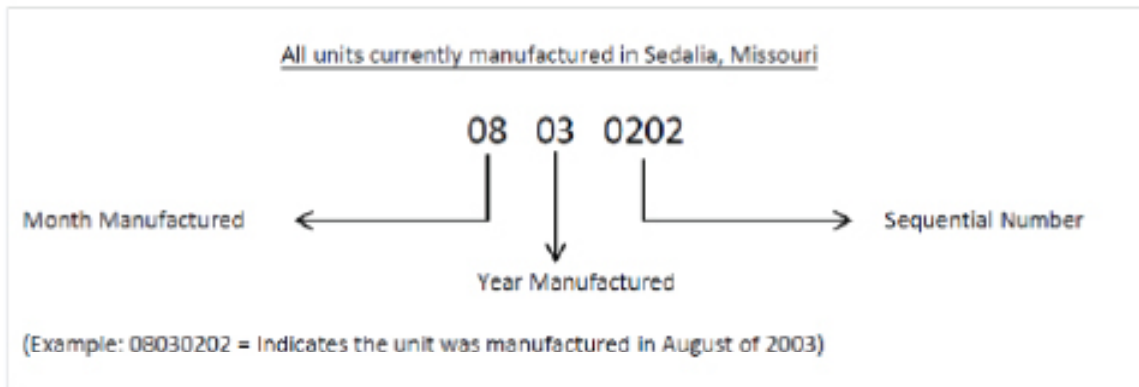 All units currently manufactured in Sedalia, Missouri
08 03 0202
Month Manufactured
Sequential Number
Year Manufactured
(Example: 08030202 = Indicates the unit was manufactured in August of 2003)